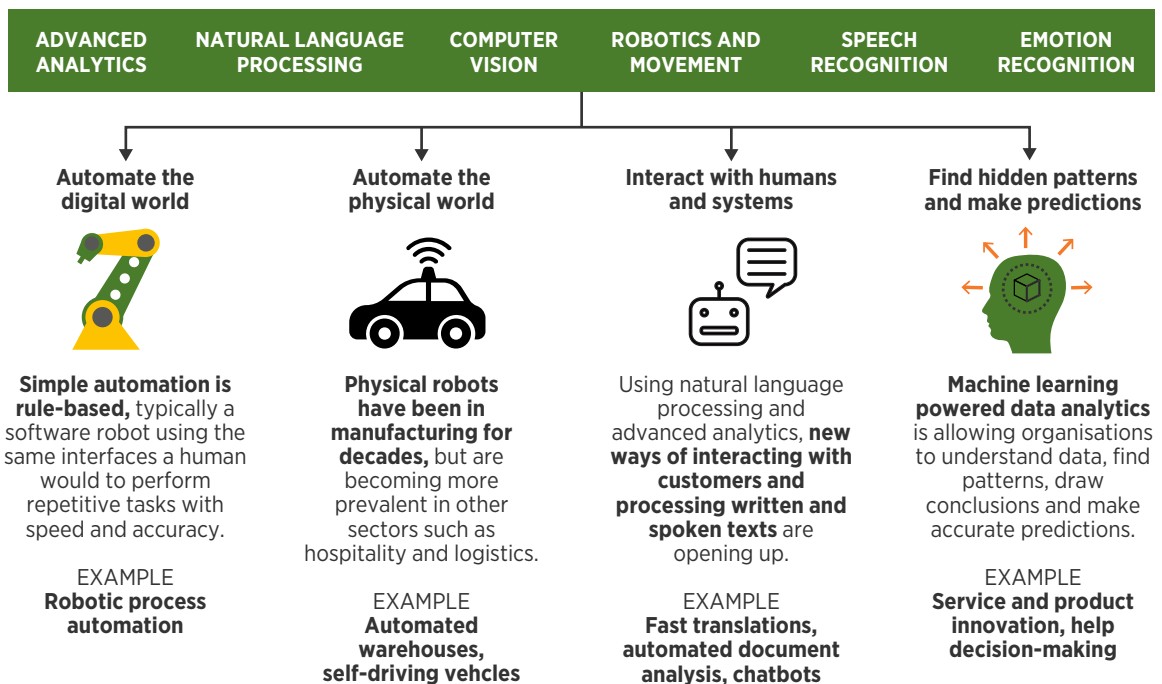 ADVANCED
ANALYTICS
NATURAL LANGUAGE
PROCESSING
COMPUTER
VISION
ROBOTICS AND
MOVEMENT
SPEECH
RECOGNITION
EMOTION
RECOGNITION
Automate the
digital world
Simple automation is
rule-based, typically a
software robot using the
same interfaces a human
would to perform
repetitive tasks with
speed and accuracy.
EXAMPLE
Robotic process
automation
Automate the
physical world
Physical robots
have been in
manufacturing for
decades, but are
becoming more
prevalent in other
sectors such as
hospitality and logistics.
EXAMPLE
Automated
warehouses,
self-driving vehcles
Interact with humans
and systems
Using natural language
processing and
advanced analytics, new
ways of interacting with
customers and
processing written and
spoken texts are
opening up.
EXAMPLE
Fast translations,
automated document
analysis, chatbots
Find hidden patterns
and make predictions
Machine learning
powered data analytics
is allowing organisations
to understand data, find
patterns, draw
conclusions and make
accurate predictions.
EXAMPLE
Service and product
innovation, help
decision-making